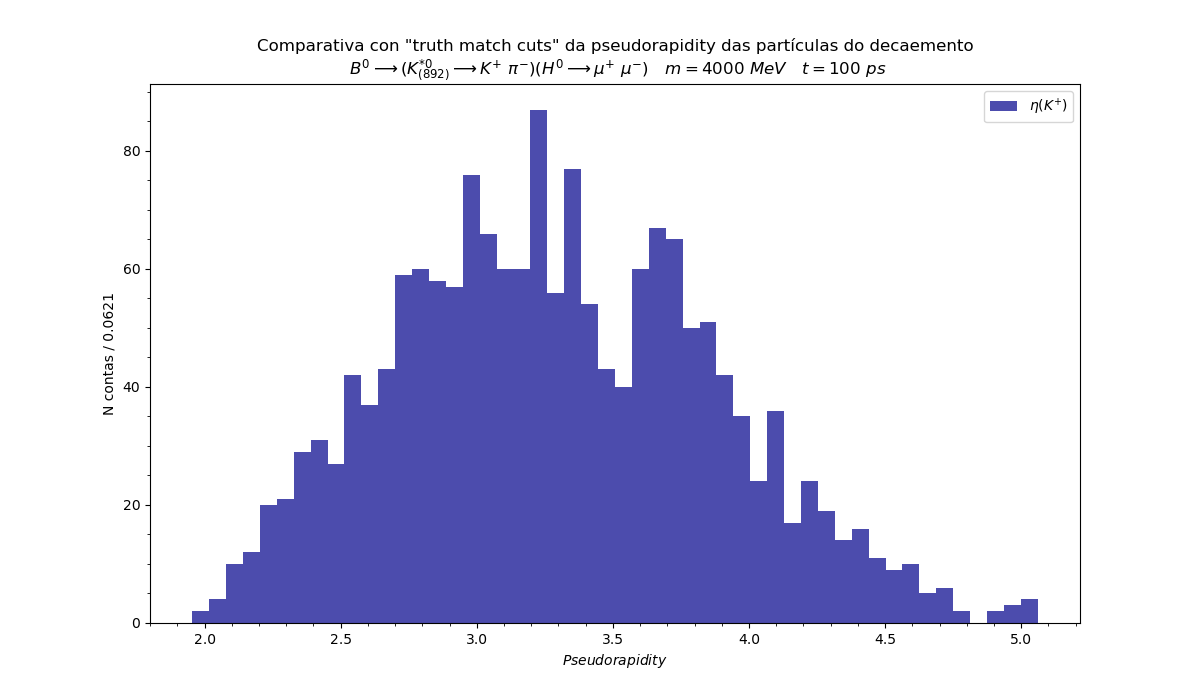 Comparativa con "truth match cuts" da pseudorapidity das partículas do decaemento
B⁰ ⟶ (K*⁰₍₈₉₂₎ ⟶ K⁺ π⁻)(H⁰ ⟶ μ⁺ μ⁻) m = 4000 MeV t = 100 ps
η(K⁺)
N contas / 0.0621
80
60
40
20
0
2.0 2.5 3.0 3.5 4.0 4.5 5.0
Pseudorapidity